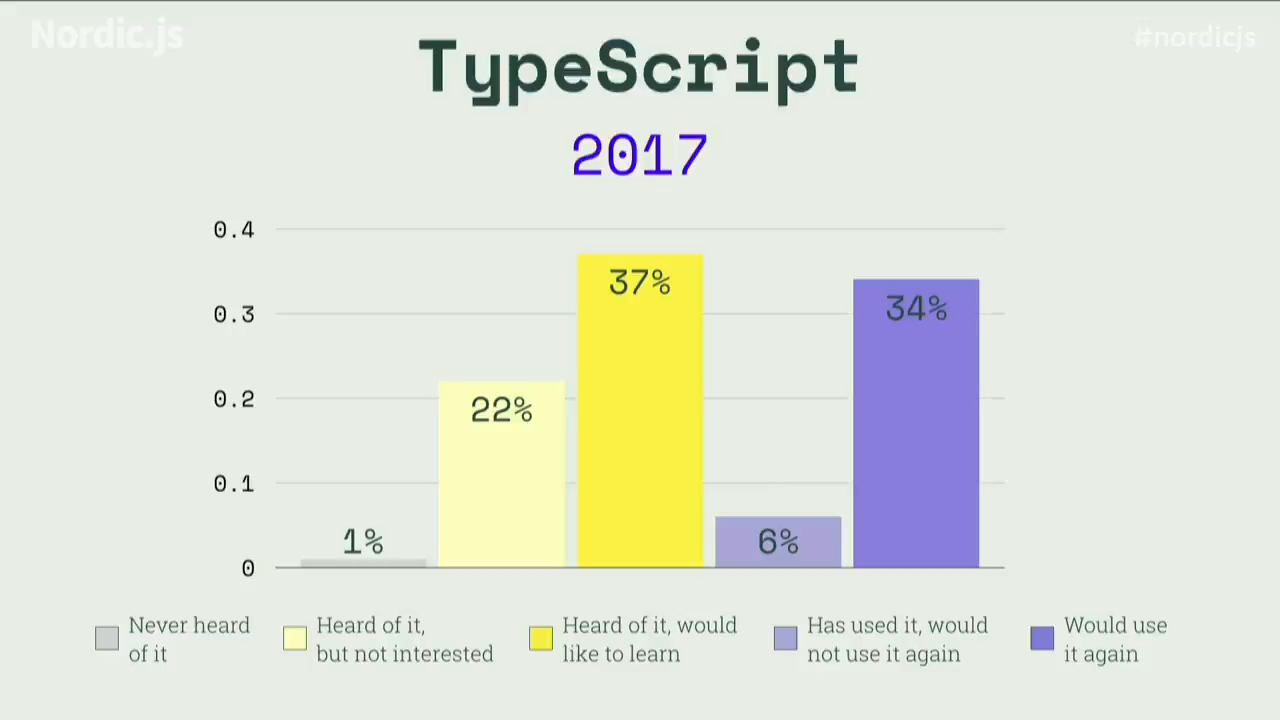 Nordic.js
#nordicjs
TypeScript
2017
0.4
0.3
0.2
0.1
0
1%
22%
37%
6%
34%
Never heard
of it
Heard of it,
but not interested
Heard of it, would
like to learn
Has used it, would
not use it again
Would use
it again